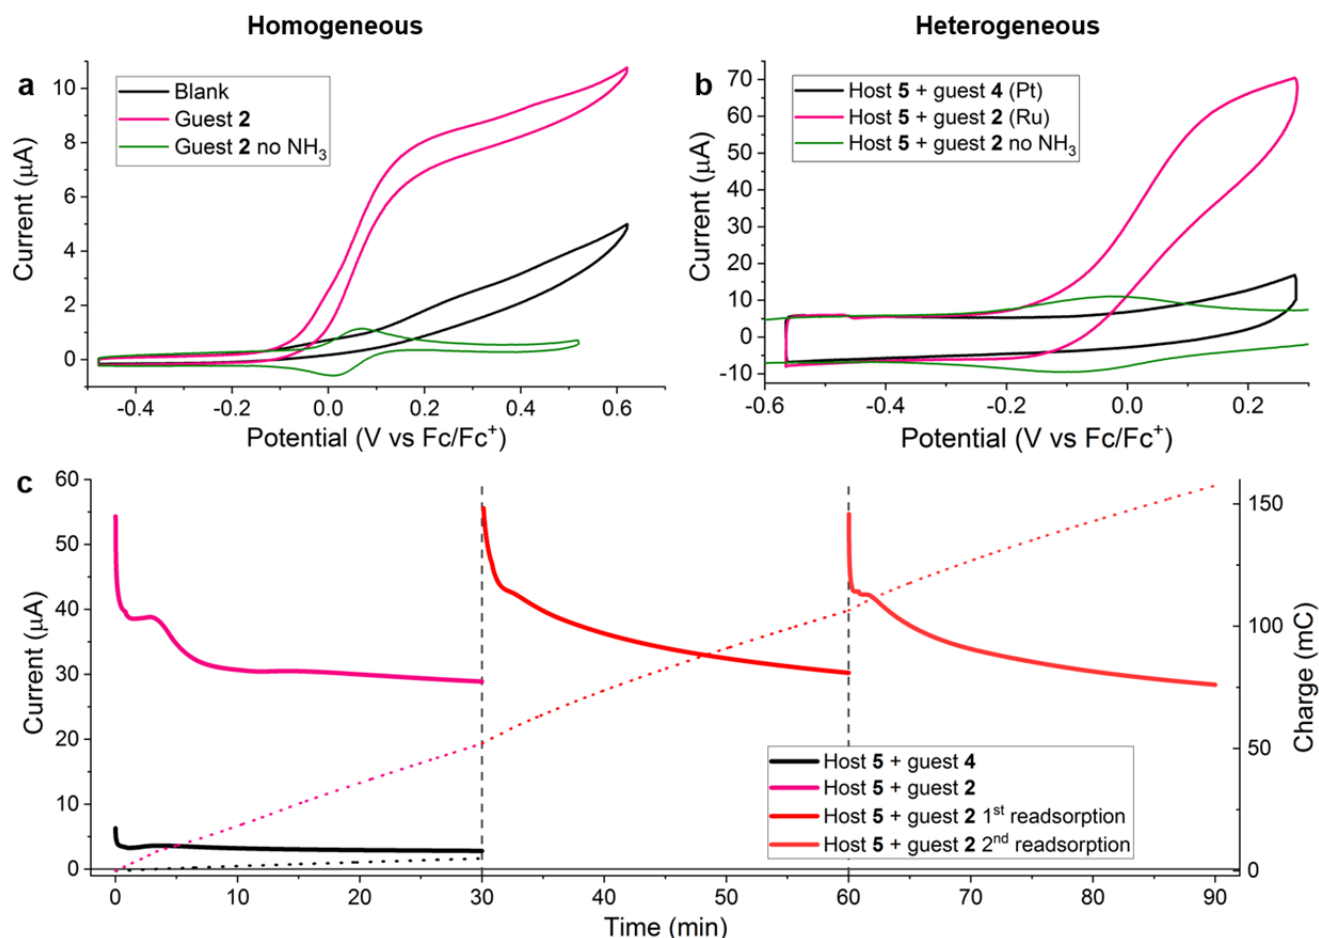 Homogeneous
Heterogeneous
a
Blank
Guest 2
Guest 2 no NH₃
Current (μA)
10
8
6
4
2
0
-0.4
-0.2
0.0
0.2
0.4
0.6
Potential (V vs Fc/Fc⁺)
b
Host 5 + guest 4 (Pt)
Host 5 + guest 2 (Ru)
Host 5 + guest 2 no NH₃
Current (μA)
70
60
50
40
30
20
10
0
-10
-0.6
-0.4
-0.2
0.0
0.2
Potential (V vs Fc/Fc⁺)
c
Current (μA)
60
50
40
30
20
10
0
Host 5 + guest 4
Host 5 + guest 2
Host 5 + guest 2 1ˢᵗ readsorption
Host 5 + guest 2 2ⁿᵈ readsorption
150
100
50
0
Charge (mC)
0
10
20
30
40
50
60
70
80
90
Time (min)